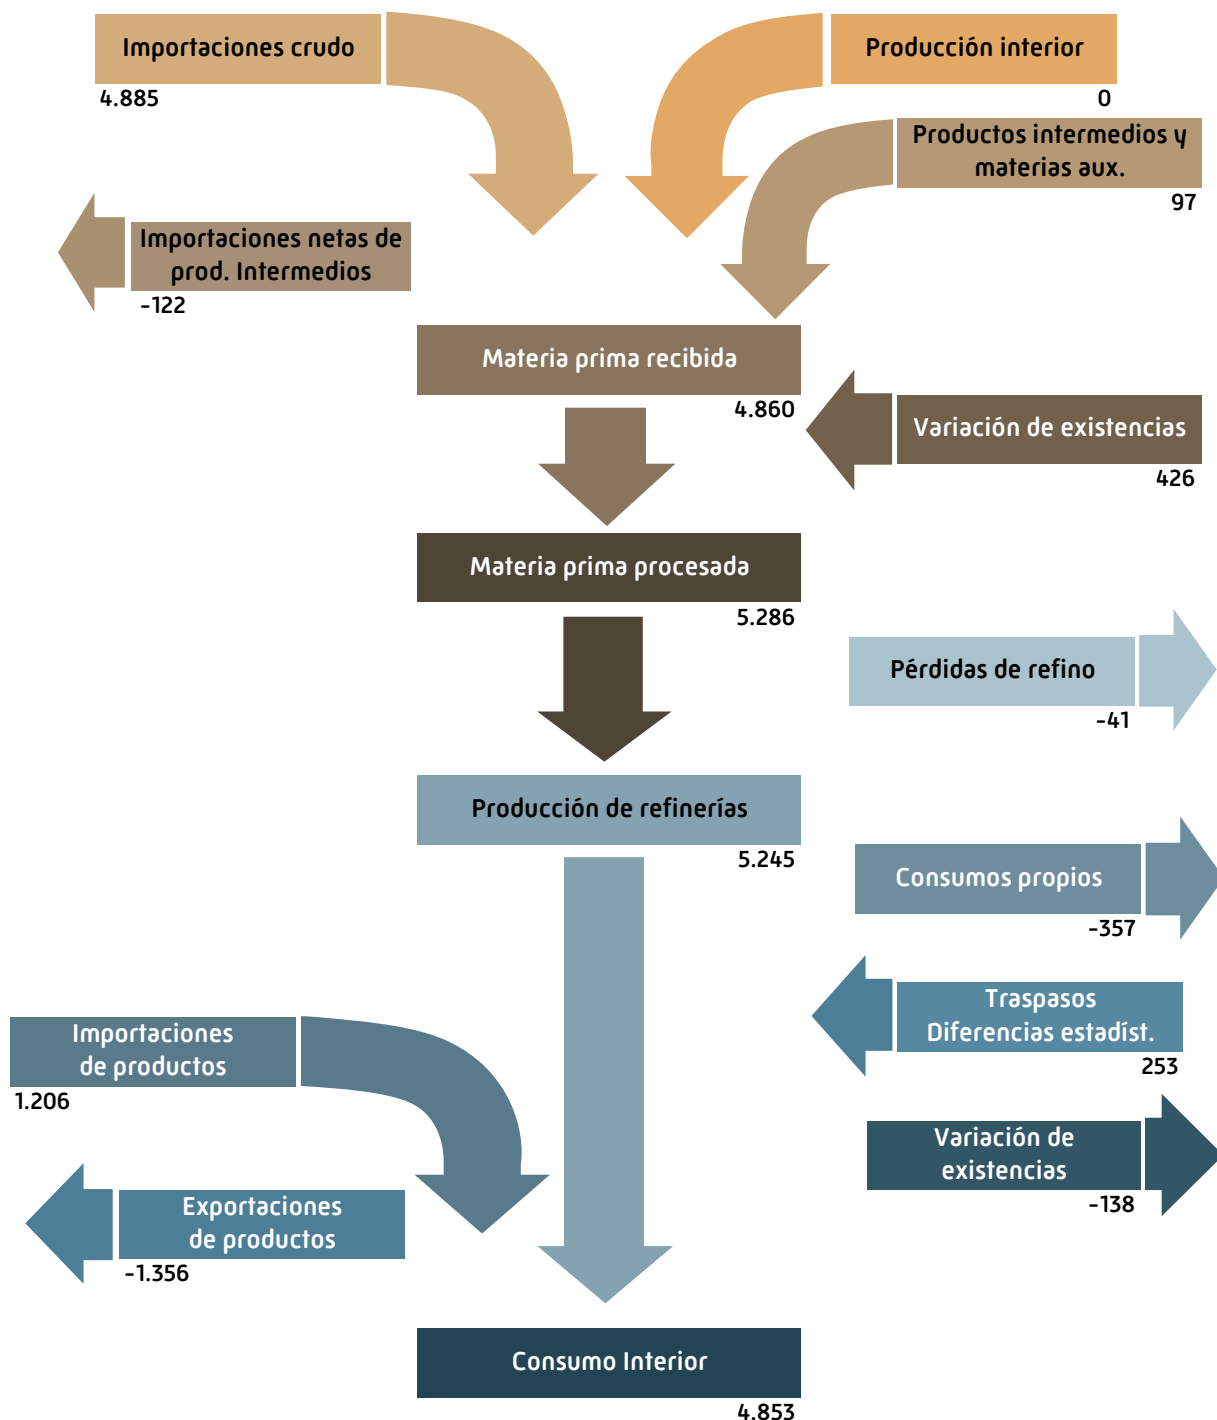 Importaciones crudo
4.885
Producción interior
0
Productos intermedios y
materias aux.
97
Importaciones netas de
prod. Intermedios
-122
Materia prima recibida
4.860
Variación de existencias
426
Materia prima procesada
5.286
Pérdidas de refino
-41
Producción de refinerías
5.245
Consumos propios
-357
Traspasos
Diferencias estadíst.
253
Importaciones
de productos
1.206
Variación de
existencias
-138
Exportaciones
de productos
-1.356
Consumo Interior
4.853